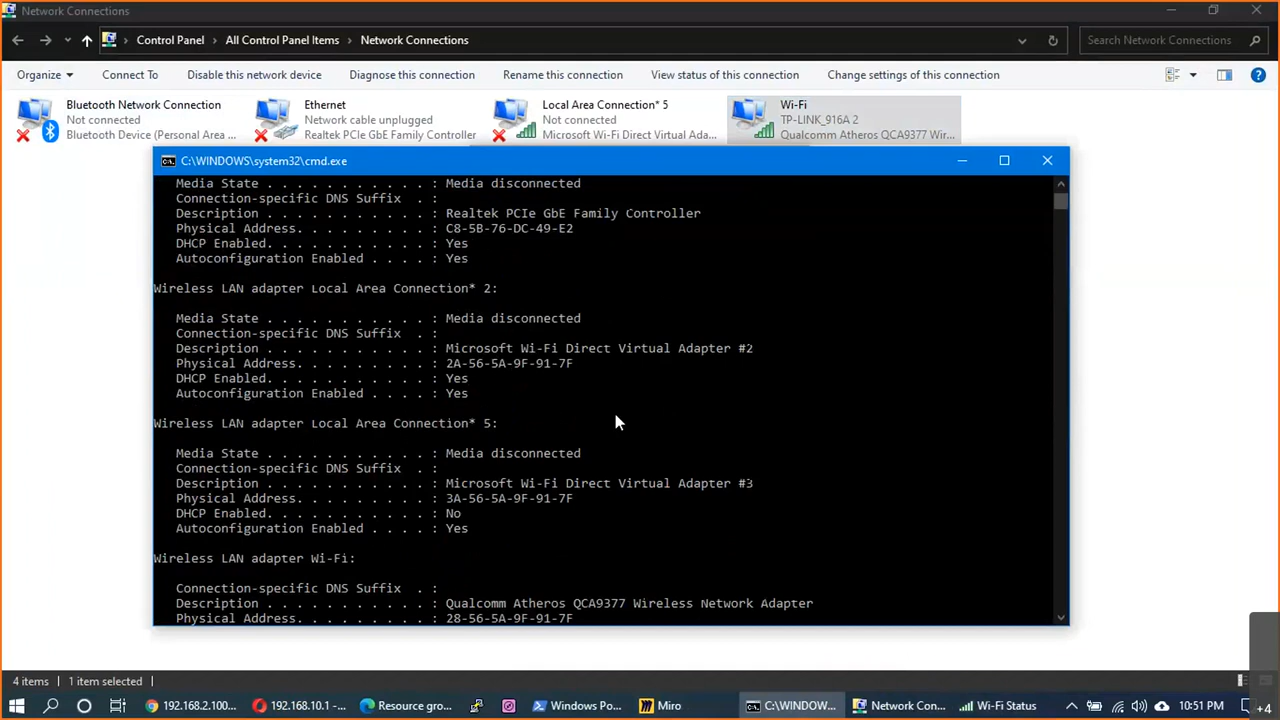 Network Connections
Control Panel
All Control Panel Items
Network Connections
Search Network Connections
Organize
Connect To
Disable this network device
Diagnose this connection
Rename this connection
View status of this connection
Change settings of this connection
Bluetooth Network Connection
Not connected
Bluetooth Device (Personal Area ...
Ethernet
Network cable unplugged
Realtek PCIe GbE Family Controller
Local Area Connection* 5
Not connected
Microsoft Wi-Fi Direct Virtual Ada...
Wi-Fi
TP-LINK_916A 2
Qualcomm Atheros QCA9377 Wir...
C:\WINDOWS\system32\cmd.exe
Media State . . . . . . . . . . . : Media disconnected
Connection-specific DNS Suffix  . :
Description . . . . . . . . . . . : Realtek PCIe GbE Family Controller
Physical Address. . . . . . . . . : C8-5B-76-DC-49-E2
DHCP Enabled. . . . . . . . . . . : Yes
Autoconfiguration Enabled . . . . : Yes
Wireless LAN adapter Local Area Connection* 2:
Media State . . . . . . . . . . . : Media disconnected
Connection-specific DNS Suffix  . :
Description . . . . . . . . . . . : Microsoft Wi-Fi Direct Virtual Adapter #2
Physical Address. . . . . . . . . : 2A-56-5A-9F-91-7F
DHCP Enabled. . . . . . . . . . . : Yes
Autoconfiguration Enabled . . . . : Yes
Wireless LAN adapter Local Area Connection* 5:
Media State . . . . . . . . . . . : Media disconnected
Connection-specific DNS Suffix  . :
Description . . . . . . . . . . . : Microsoft Wi-Fi Direct Virtual Adapter #3
Physical Address. . . . . . . . . : 3A-56-5A-9F-91-7F
DHCP Enabled. . . . . . . . . . . : No
Autoconfiguration Enabled . . . . : Yes
Wireless LAN adapter Wi-Fi:
Connection-specific DNS Suffix  . :
Description . . . . . . . . . . . : Qualcomm Atheros QCA9377 Wireless Network Adapter
Physical Address. . . . . . . . . : 28-56-5A-9F-91-7F
4 items
1 item selected
192.168.2.100...
192.168.10.1 -...
Resource gro...
Windows Po...
Miro
C:\WINDOW...
Network Con...
Wi-Fi Status
10:51 PM
+4